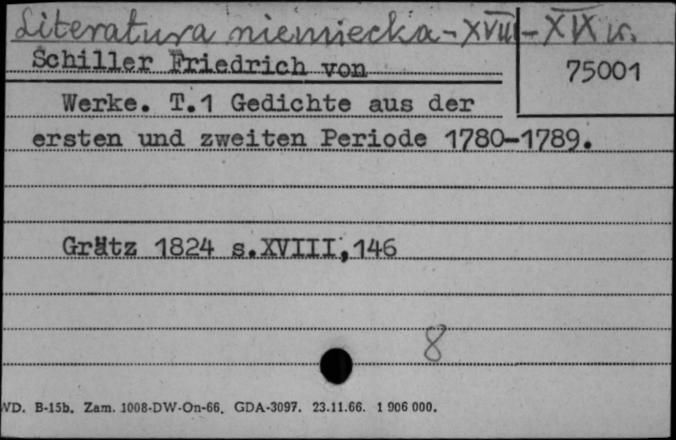 Literatura niemiecka - XVIII - XIX w.
Schiller Friedrich von
75001
Werke. T.1 Gedichte aus der
ersten und zweiten Periode 1780-1789.
Grätz 1824 s.XVIII,146
8
WD. B-15b. Zam. 1008-DW-On-66. GDA-3097. 23.11.66. 1 906 000.